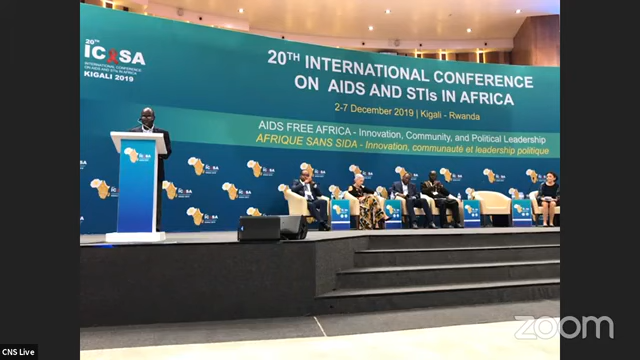 20TH
ICASA
INTERNATIONAL CONFERENCE
ON AIDS AND STIs IN AFRICA
KIGALI 2019
20TH INTERNATIONAL CONFERENCE
ON AIDS AND STIs IN AFRICA
2-7 December 2019 | Kigali - Rwanda
AIDS FREE AFRICA - Innovation, Community, and Political Leadership
AFRIQUE SANS SIDA - Innovation, communauté et leadership politique
zoom
CNS Live